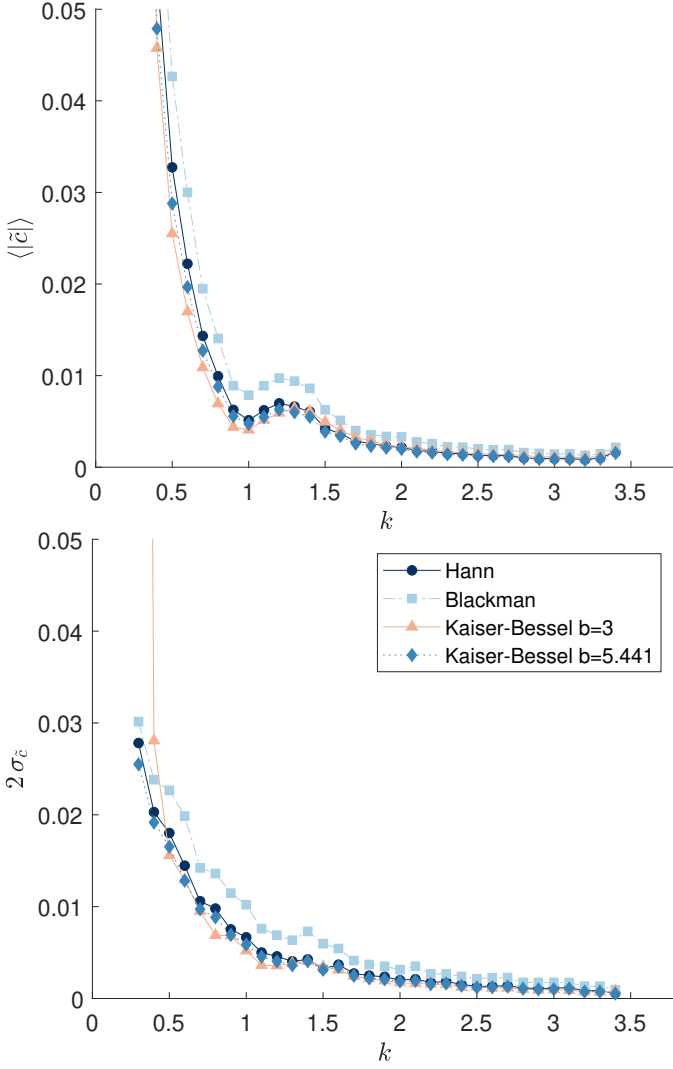 0.05
0.04
0.03
0.02
0.01
0
⟨|c̃|⟩
0 0.5 1 1.5 2 2.5 3 3.5
k
0.05
0.04
0.03
0.02
0.01
0
2 σ_c̃
Hann
Blackman
Kaiser-Bessel b=3
Kaiser-Bessel b=5.441
0 0.5 1 1.5 2 2.5 3 3.5
k